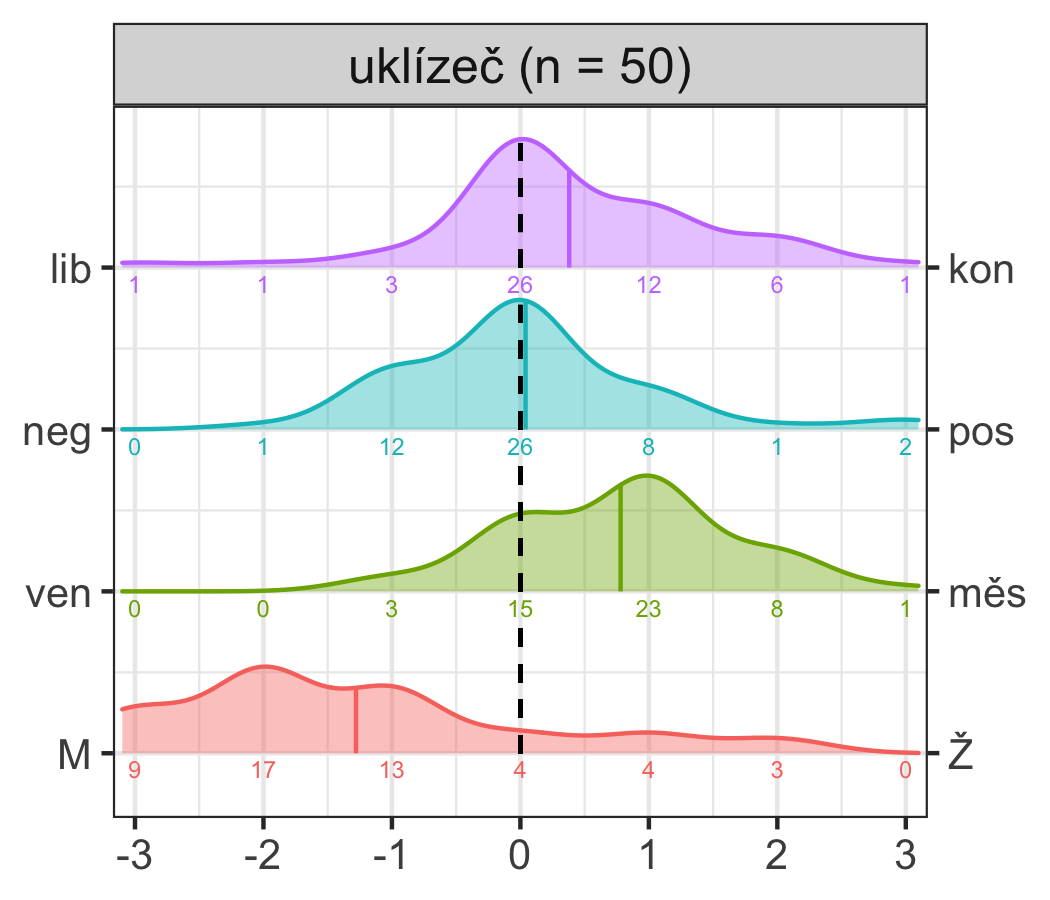 uklízeč (n = 50)
lib kon
1 1 3 26 12 6 1
neg pos
0 1 12 26 8 1 2
ven měs
0 0 3 15 23 8 1
M Ž
9 17 13 4 4 3 0
-3 -2 -1 0 1 2 3